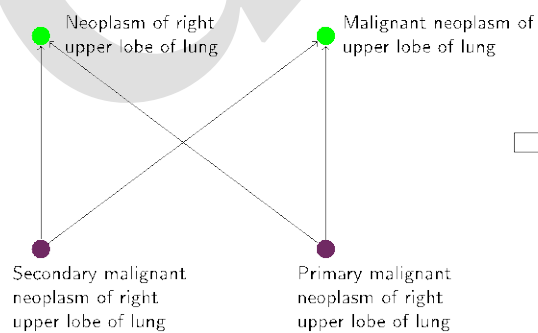 Neoplasm of right
upper lobe of lung
Malignant neoplasm of
upper lobe of lung
Secondary malignant
neoplasm of right
upper lobe of lung
Primary malignant
neoplasm of right
upper lobe of lung